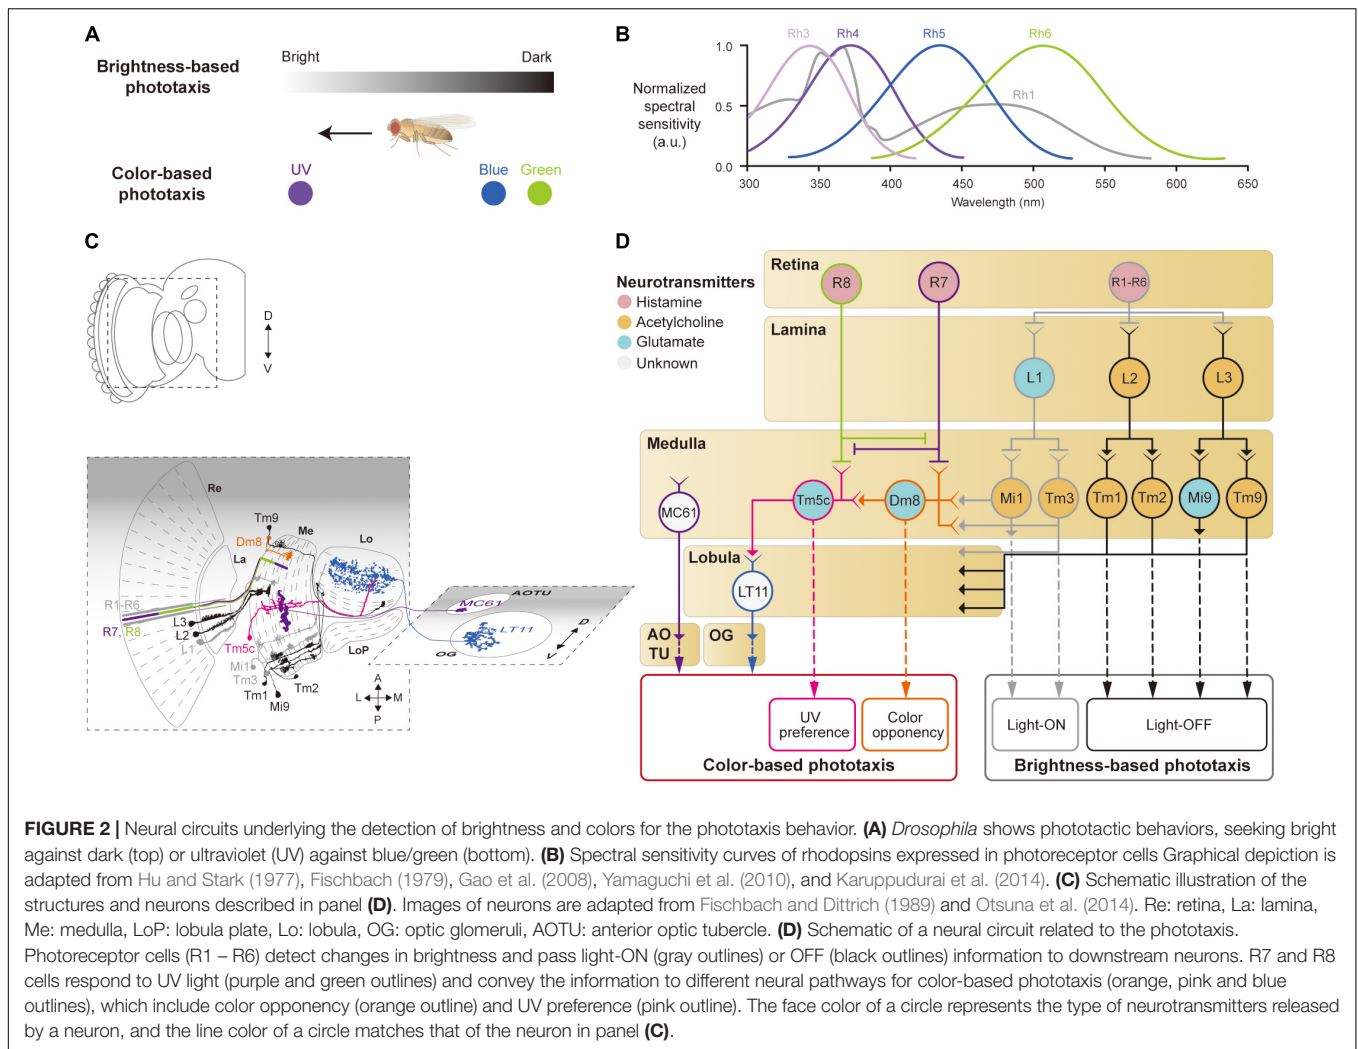 A
Brightness-based
phototaxis
Bright
Dark
Color-based
phototaxis
UV
Blue
Green
B
Normalized
spectral
sensitivity
(a.u.)
1.0
0.5
0.0
Rh3
Rh4
Rh5
Rh6
Rh1
300
350
400
450
500
550
600
650
Wavelength (nm)
C
D
V
Re
Tm9
Dm8
Me
La
Lo
R1-R6
R7, R8
L3
L2
L1
Tm5c
Mi1
Tm3
Tm1
Mi9
Tm2
LoP
A
L
M
P
MC61
AOTU
LT11
OG
D
V
D
Neurotransmitters
Histamine
Acetylcholine
Glutamate
Unknown
Retina
R8
R7
R1-R6
Lamina
L1
L2
L3
Medulla
MC61
Tm5c
Dm8
Mi1
Tm3
Tm1
Tm2
Mi9
Tm9
Lobula
LT11
AO
TU
OG
UV
preference
Color
opponency
Color-based phototaxis
Light-ON
Light-OFF
Brightness-based phototaxis
FIGURE 2 | Neural circuits underlying the detection of brightness and colors for the phototaxis behavior. (A) Drosophila shows phototactic behaviors, seeking bright
against dark (top) or ultraviolet (UV) against blue/green (bottom). (B) Spectral sensitivity curves of rhodopsins expressed in photoreceptor cells Graphical depiction is
adapted from Hu and Stark (1977), Fischbach (1979), Gao et al. (2008), Yamaguchi et al. (2010), and Karuppudurai et al. (2014). (C) Schematic illustration of the
structures and neurons described in panel (D). Images of neurons are adapted from Fischbach and Dittrich (1989) and Otsuna et al. (2014). Re: retina, La: lamina,
Me: medulla, LoP: lobula plate, Lo: lobula, OG: optic glomeruli, AOTU: anterior optic tubercle. (D) Schematic of a neural circuit related to the phototaxis.
Photoreceptor cells (R1 – R6) detect changes in brightness and pass light-ON (gray outlines) or OFF (black outlines) information to downstream neurons. R7 and R8
cells respond to UV light (purple and green outlines) and convey the information to different neural pathways for color-based phototaxis (orange, pink and blue
outlines), which include color opponency (orange outline) and UV preference (pink outline). The face color of a circle represents the type of neurotransmitters released
by a neuron, and the line color of a circle matches that of the neuron in panel (C).